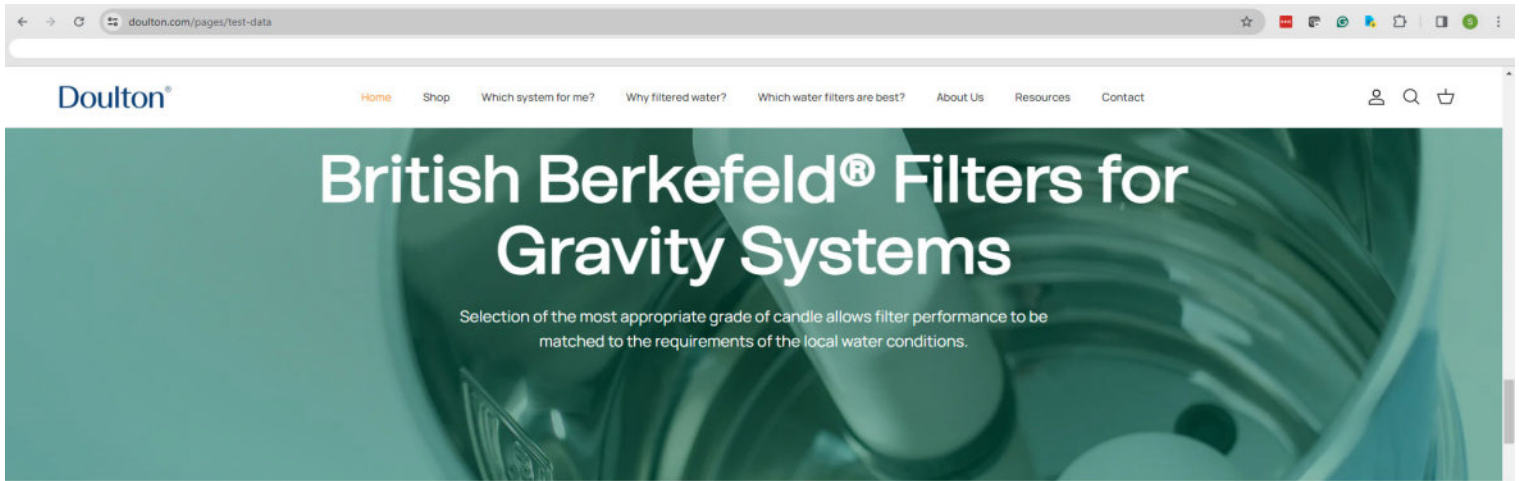 doulton.com/pages/test-data
S
Doulton®
Home Shop Which system for me? Why filtered water? Which water filters are best? About Us Resources Contact
British Berkefeld® Filters for
Gravity Systems
Selection of the most appropriate grade of candle allows filter performance to be
matched to the requirements of the local water conditions.